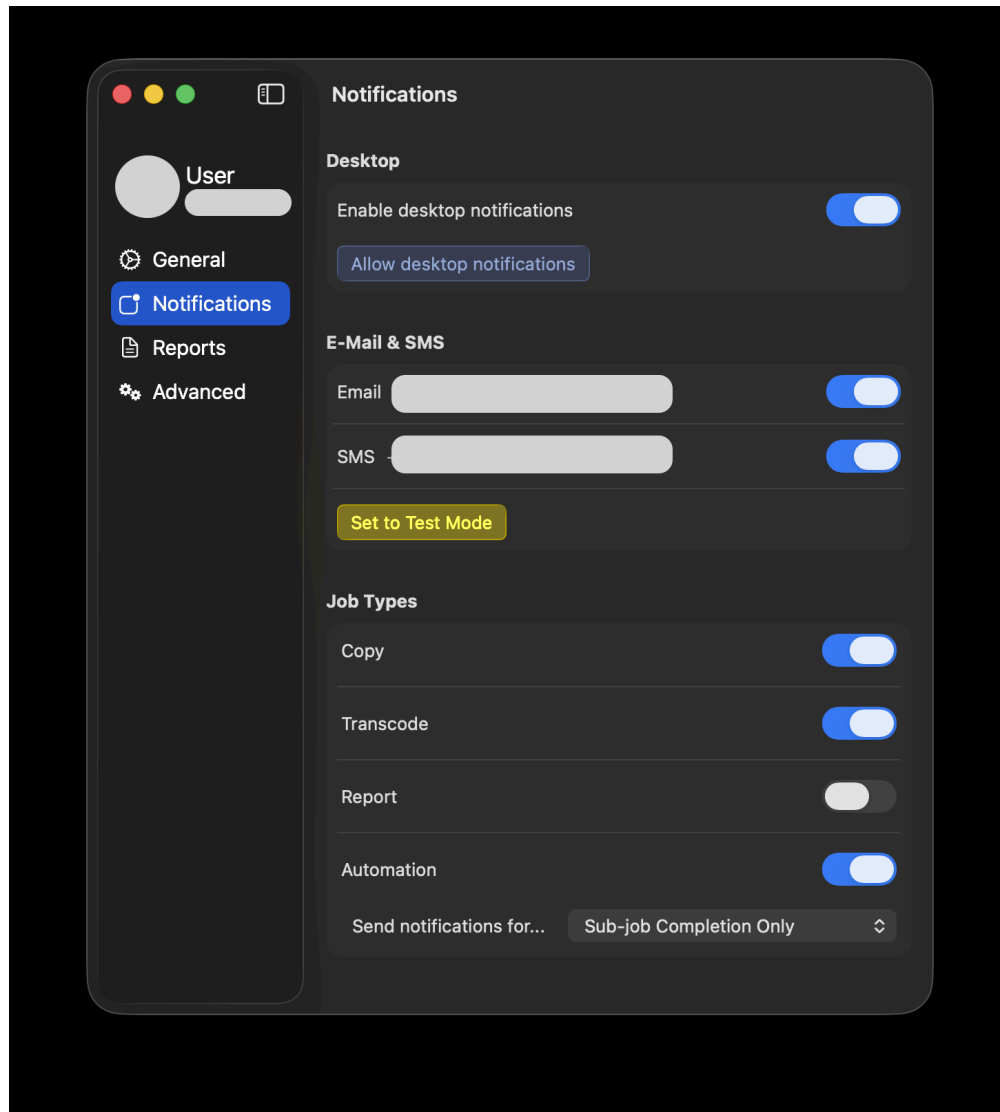 Notifications
User
General
Notifications
Reports
Advanced
Desktop
Enable desktop notifications
Allow desktop notifications
E-Mail & SMS
Email
SMS
Set to Test Mode
Job Types
Copy
Transcode
Report
Automation
Send notifications for... Sub-job Completion Only